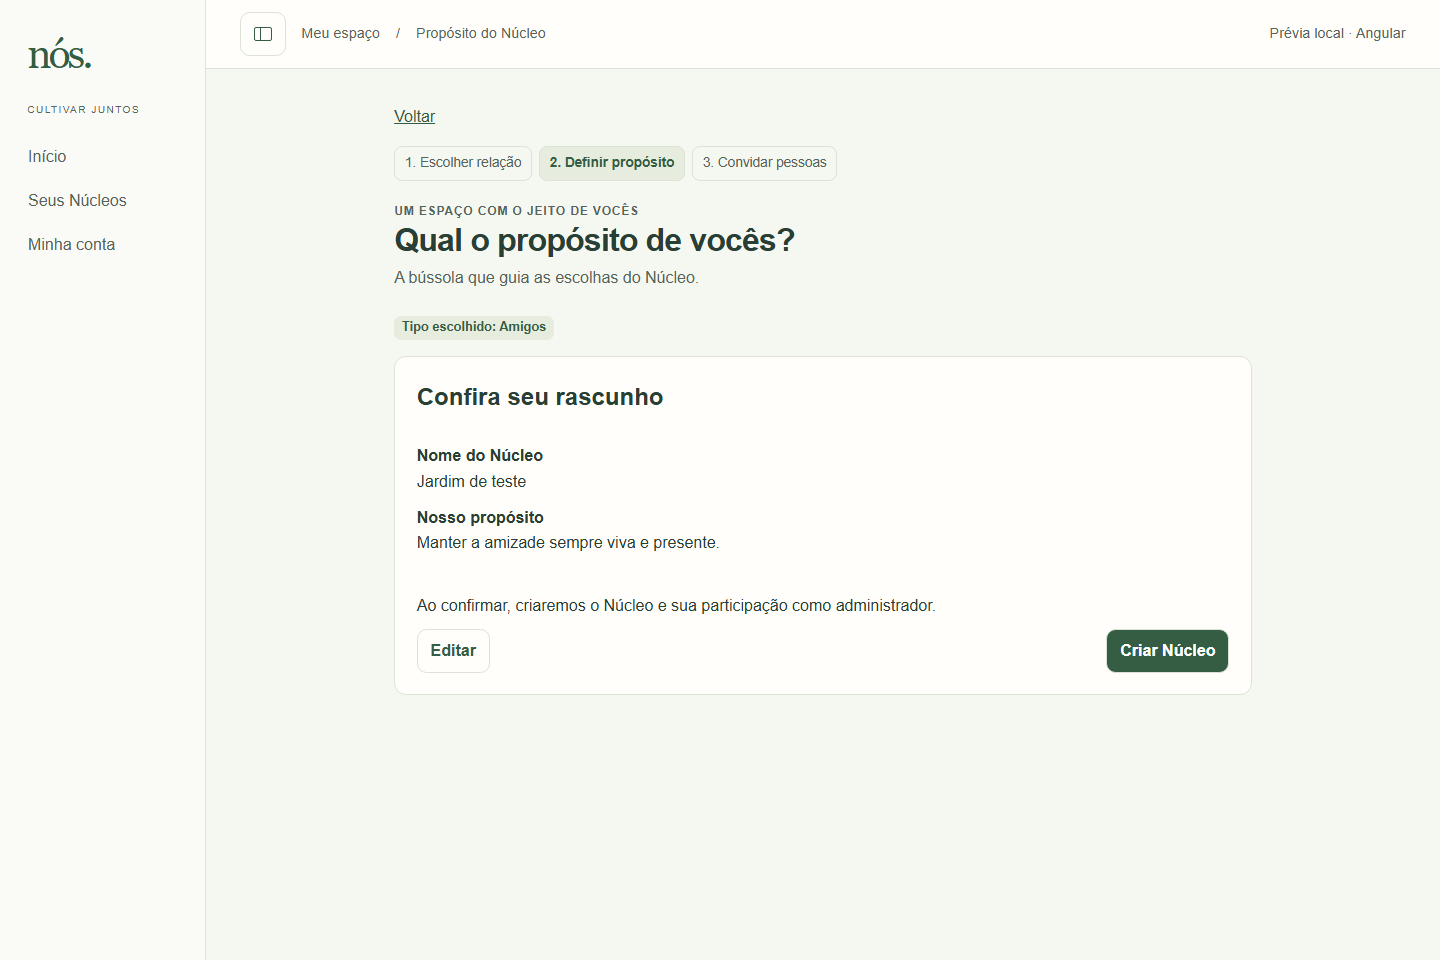 nós.
CULTIVAR JUNTOS
Início
Seus Núcleos
Minha conta
Meu espaço / Propósito do Núcleo
Prévia local · Angular
Voltar
1. Escolher relação
2. Definir propósito
3. Convidar pessoas
UM ESPAÇO COM O JEITO DE VOCÊS
Qual o propósito de vocês?
A bússola que guia as escolhas do Núcleo.
Tipo escolhido: Amigos
Confira seu rascunho
Nome do Núcleo
Jardim de teste
Nosso propósito
Manter a amizade sempre viva e presente.
Ao confirmar, criaremos o Núcleo e sua participação como administrador.
Editar
Criar Núcleo